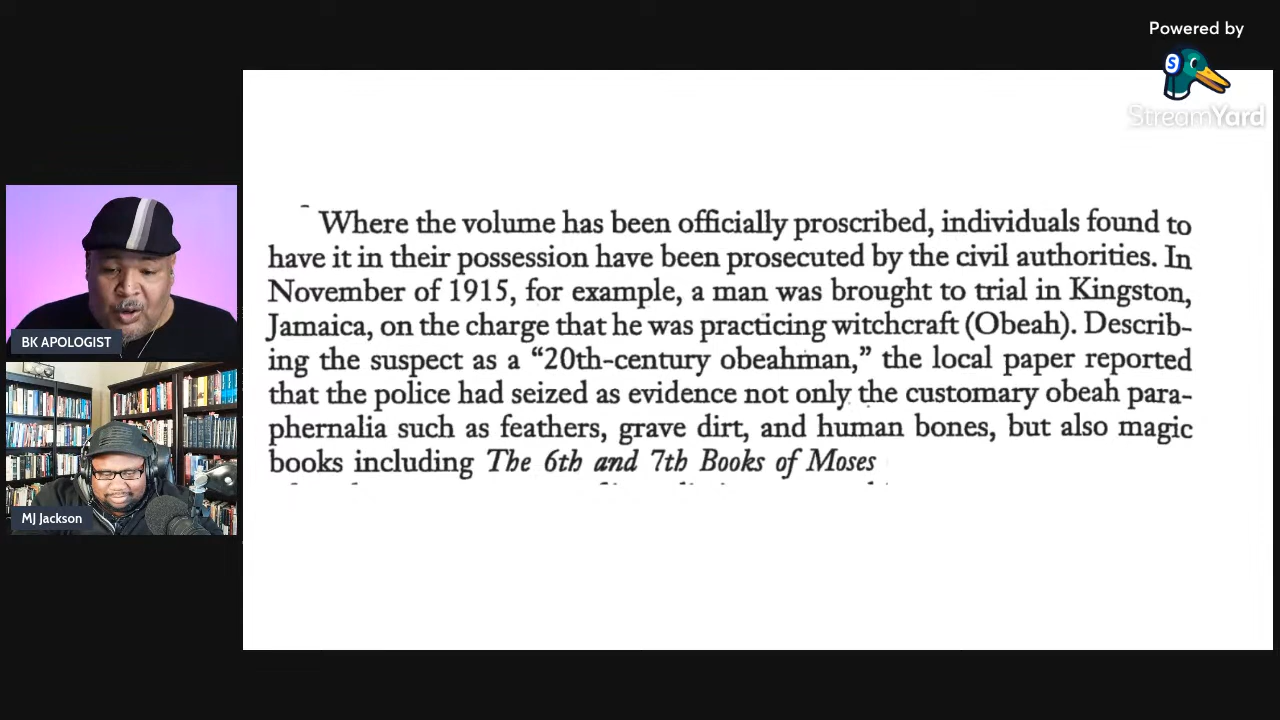 Powered by
StreamYard
Where the volume has been officially proscribed, individuals found to
have it in their possession have been prosecuted by the civil authorities. In
November of 1915, for example, a man was brought to trial in Kingston,
Jamaica, on the charge that he was practicing witchcraft (Obeah). Describ-
ing the suspect as a “20th-century obeahman,” the local paper reported
that the police had seized as evidence not only the customary obeah para-
phernalia such as feathers, grave dirt, and human bones, but also magic
books including The 6th and 7th Books of Moses
BK APOLOGIST
MJ Jackson